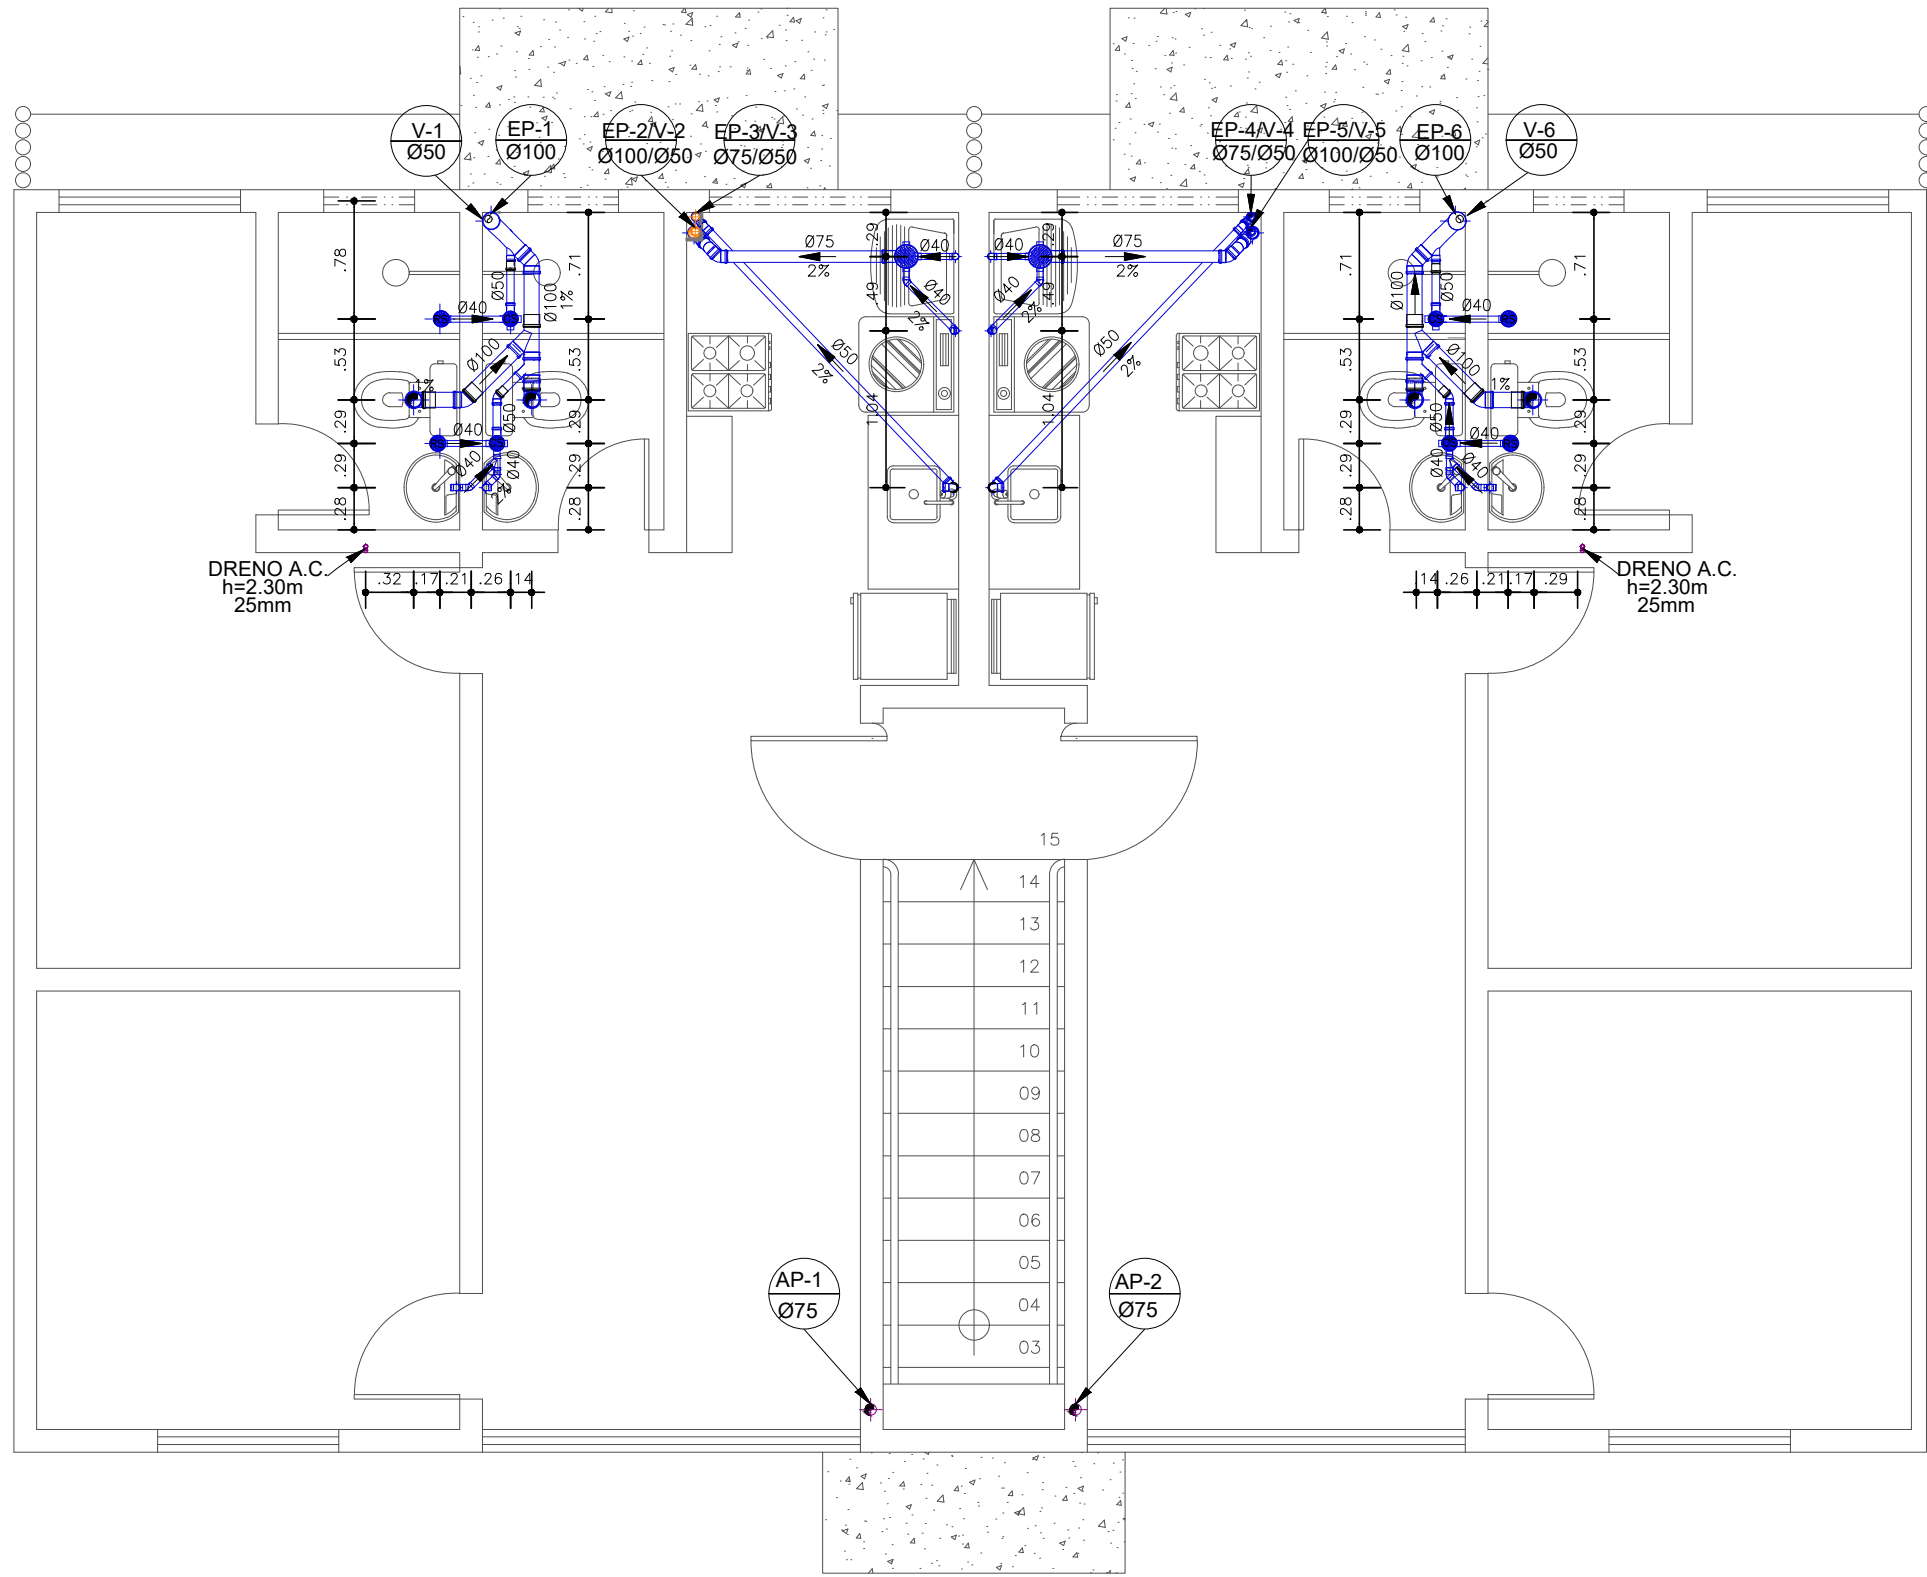 V-1
Ø50
EP-1
Ø100
EP-2/V-2
Ø100/Ø50
EP-3/V-3
Ø75/Ø50
EP-4/V-4
Ø75/Ø50
EP-5/V-5
Ø100/Ø50
EP-6
Ø100
V-6
Ø50
.78
.53
.29
.29
.28
Ø50
Ø100
1%
Ø40
Ø100
1%
Ø50
Ø40
Ø40
Ø40
2%
.71
.53
.29
.29
.28
Ø75
2%
Ø40
.29
.49
1.04
Ø40
2%
Ø50
2%
Ø40
.29
.49
1.04
Ø40
2%
Ø75
2%
Ø50
2%
.71
.53
.29
.29
.28
Ø100
Ø50
Ø40
Ø100
1%
Ø50
Ø40
Ø40
Ø40
.71
.53
.29
.29
.28
DRENO A.C.
h=2.30m
25mm
.32 .17 .21 .26 .14
.14 .26 .21 .17 .29
DRENO A.C.
h=2.30m
25mm
15
14
13
12
11
10
09
08
07
06
05
04
03
AP-1
Ø75
AP-2
Ø75